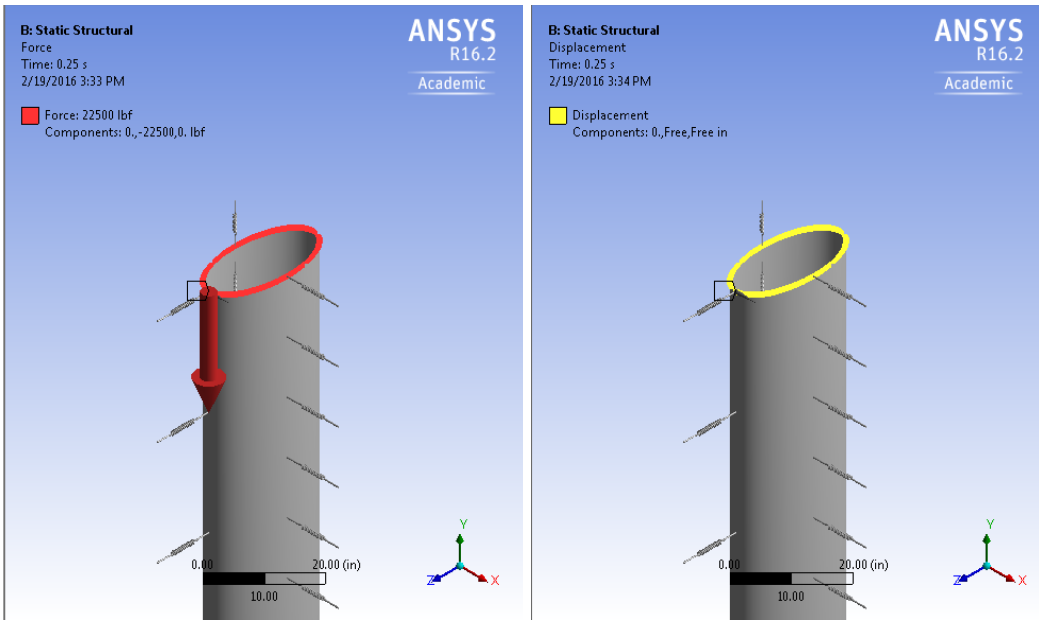 B: Static Structural
Force
Time: 0.25 s
2/19/2016 3:33 PM
ANSYS
R16.2
Academic
Force: 22500 lbf
Components: 0.,-22500,0. lbf
0.00
20.00 (in)
10.00
Y
Z
X
B: Static Structural
Displacement
Time: 0.25 s
2/19/2016 3:34 PM
ANSYS
R16.2
Academic
Displacement
Components: 0.,Free,Free in
0.00
20.00 (in)
10.00
Y
Z
X